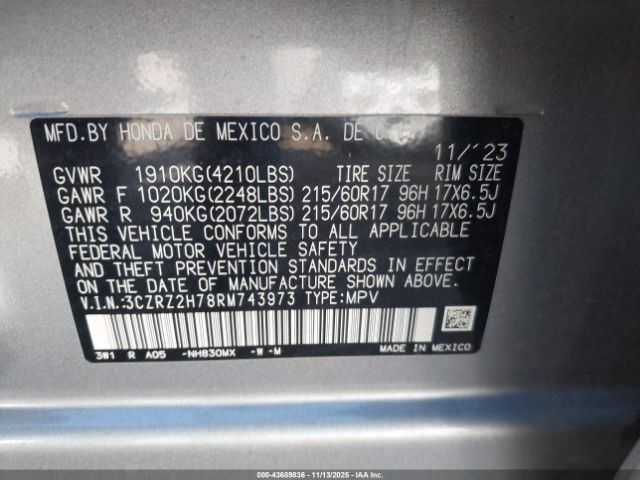 MFD.BY HONDA DE MEXICO S.A. DE C.V.
11/'23
GVWR 1910KG(4210LBS) TIRE SIZE RIM SIZE
GAWR F 1020KG(2248LBS) 215/60R17 96H 17X6.5J
GAWR R 940KG(2072LBS) 215/60R17 96H 17X6.5J
THIS VEHICLE CONFORMS TO ALL APPLICABLE
FEDERAL MOTOR VEHICLE SAFETY
AND THEFT PREVENTION STANDARDS IN EFFECT
ON THE DATE OF MANUFACTURE SHOWN ABOVE.
V.I.N.:3CZRZ2H78RM743973 TYPE:MPV
3W1 R A05 -NH830MX -W -M MADE IN MEXICO
000-43689836 - 11/13/2025 - IAAI.COM